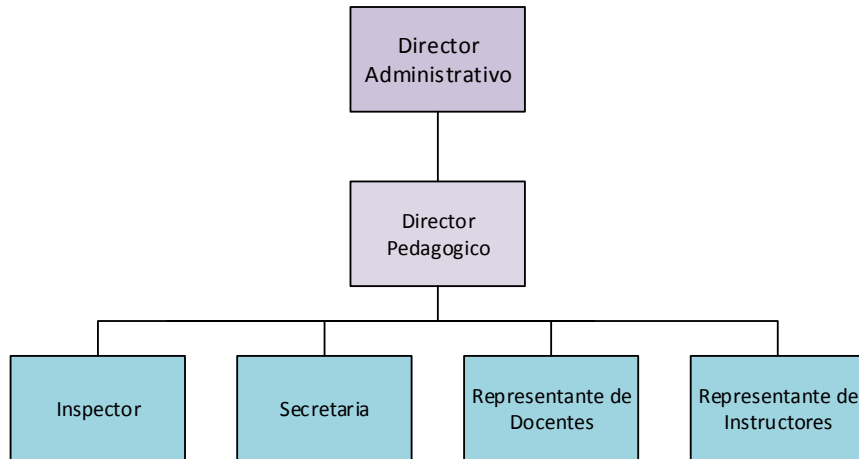 Director
Administrativo
Director
Pedagogico
Inspector
Secretaria
Representante de
Docentes
Representante de
Instructores